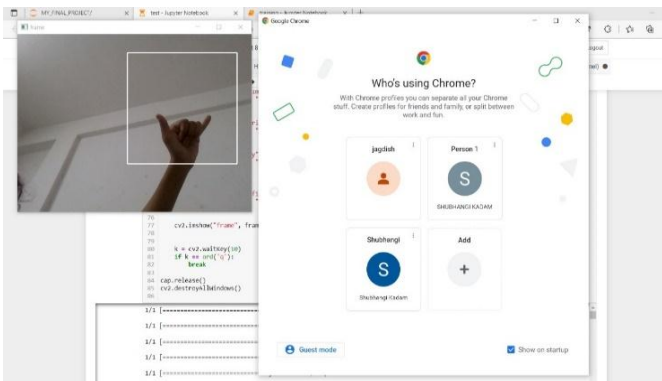 MY_FINAL_PROJECT/
test - Jupyter Notebook
frame
Google Chrome
Who's using Chrome?
With Chrome profiles you can separate all your Chrome
stuff. Create profiles for friends and family, or split between
work and fun.
jagdish
Person 1
S
SHUBHANGI KADAM
Shubhangi
Add
S
Shubhangi Kadam
Guest mode
Show on startup
76
77 cv2.imshow("frame", fram
80 k = cv2.waitKey(10)
81 if k == ord('q'):
82 break
83
84 cap.release()
85 cv2.destroyAllWindows()
86
1/1 [
1/1 [
1/1 [
1/1 [
1/1 [